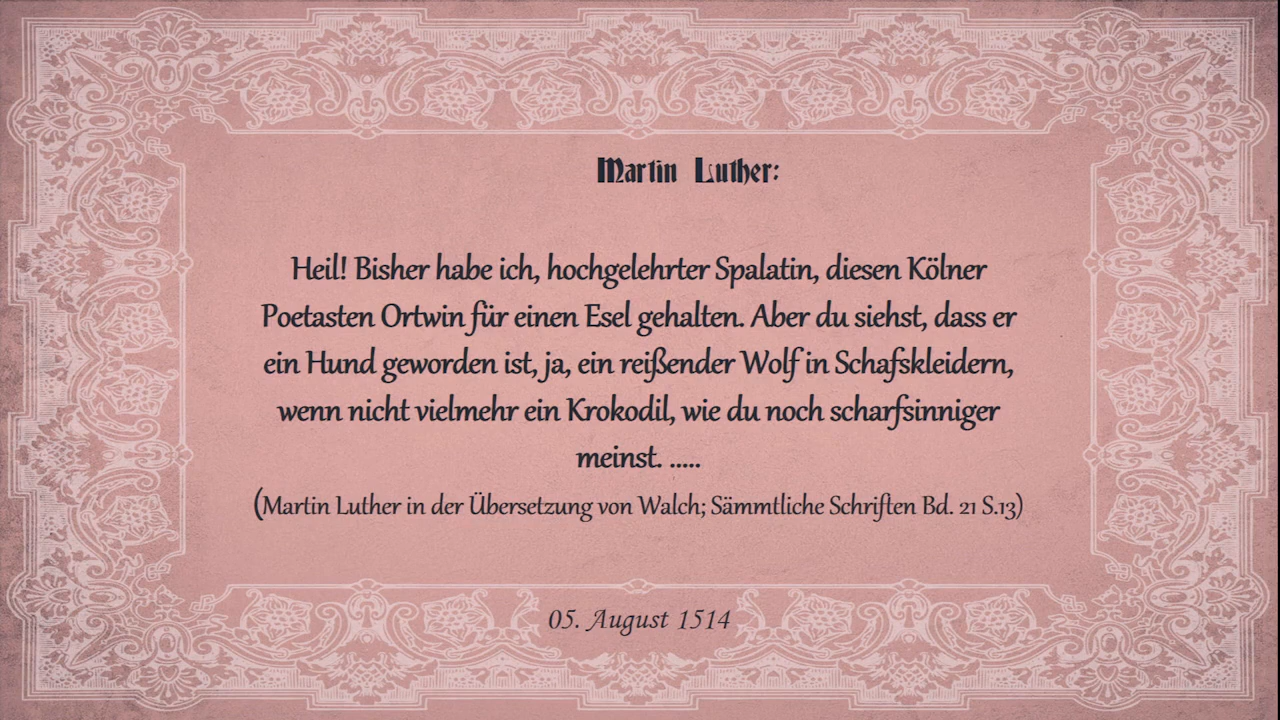 Martin Luther:
Heil! Bisher habe ich, hochgelehrter Spalatin, diesen Kölner
Poetasten Ortwin für einen Esel gehalten. Aber du siehst, dass er
ein Hund geworden ist, ja, ein reißender Wolf in Schafskleidern,
wenn nicht vielmehr ein Krokodil, wie du noch scharfsinniger
meinst. .....
(Martin Luther in der Übersetzung von Walch; Sämmtliche Schriften Bd. 21 S.13)
05. August 1514